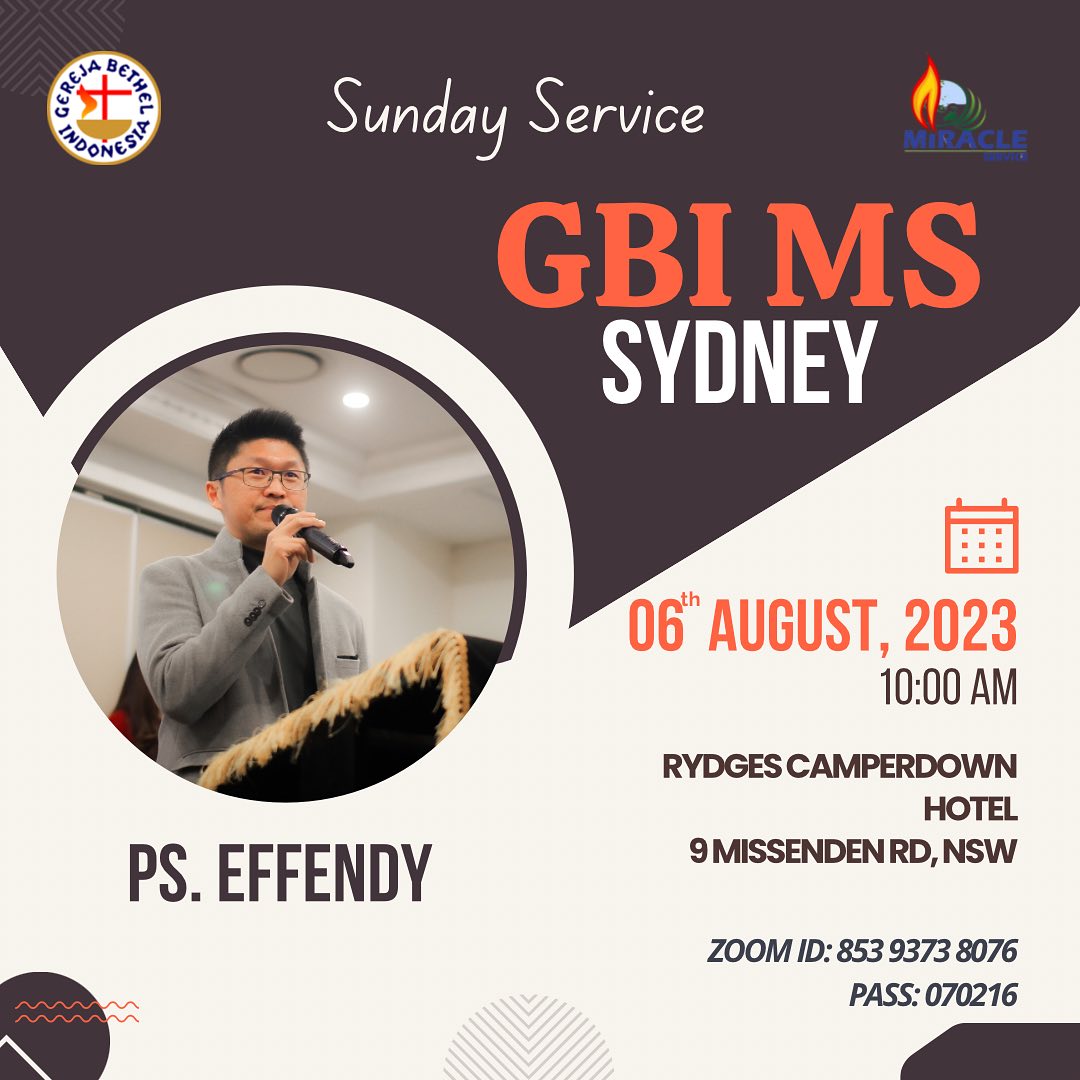 GEREJA BETHEL
INDONESIA
Sunday Service
MiRACLE
SERVICE
GBI MS
SYDNEY
06th AUGUST, 2023
10:00 AM
RYDGES CAMPERDOWN
HOTEL
9 MISSENDEN RD, NSW
PS. EFFENDY
ZOOM ID: 853 9373 8076
PASS: 070216